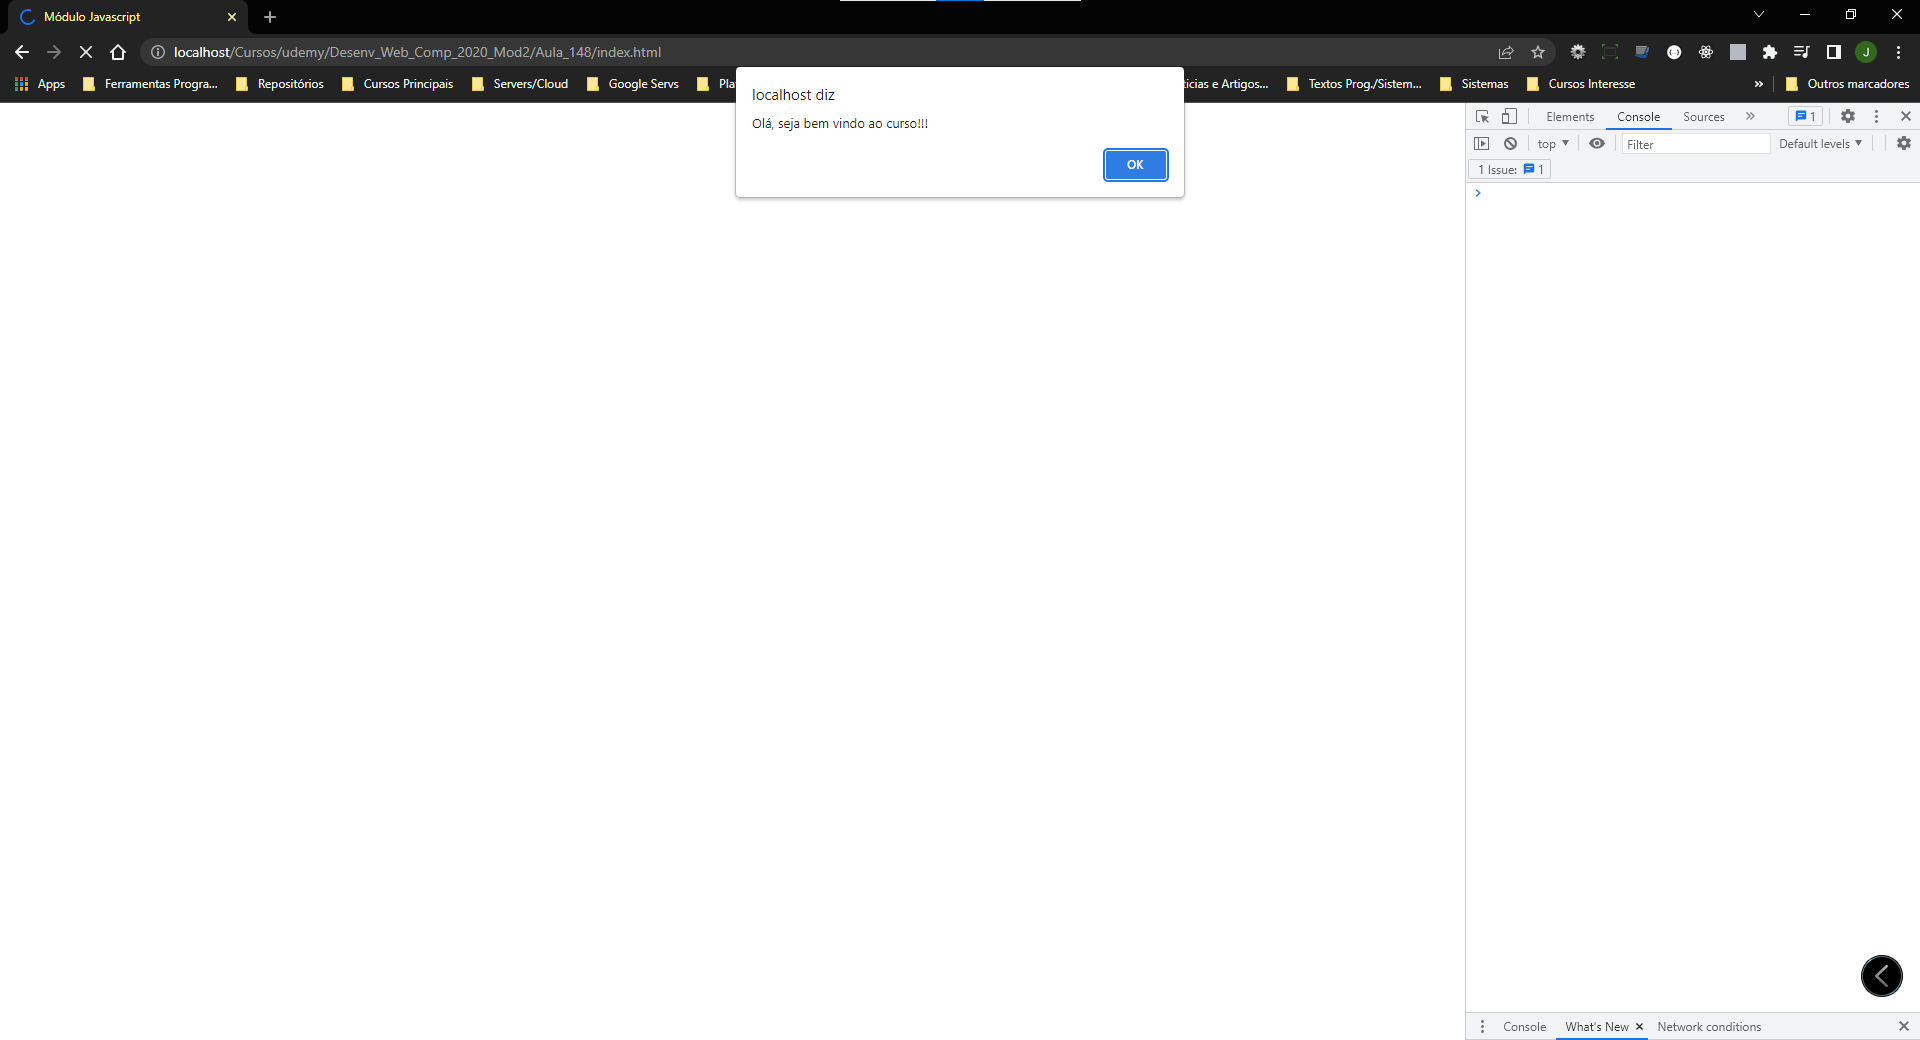 Módulo Javascript
localhost/Cursos/udemy/Desenv_Web_Comp_2020_Mod2/Aula_148/index.html
J
Apps Ferramentas Progra... Repositórios Cursos Principais Servers/Cloud Google Servs Pla ticias e Artigos... Textos Prog./Sistem... Sistemas Cursos Interesse » Outros marcadores
localhost diz
Olá, seja bem vindo ao curso!!!
OK
Elements Console Sources » 1
top Filter Default levels
1 Issue: 1
Console What's New Network conditions